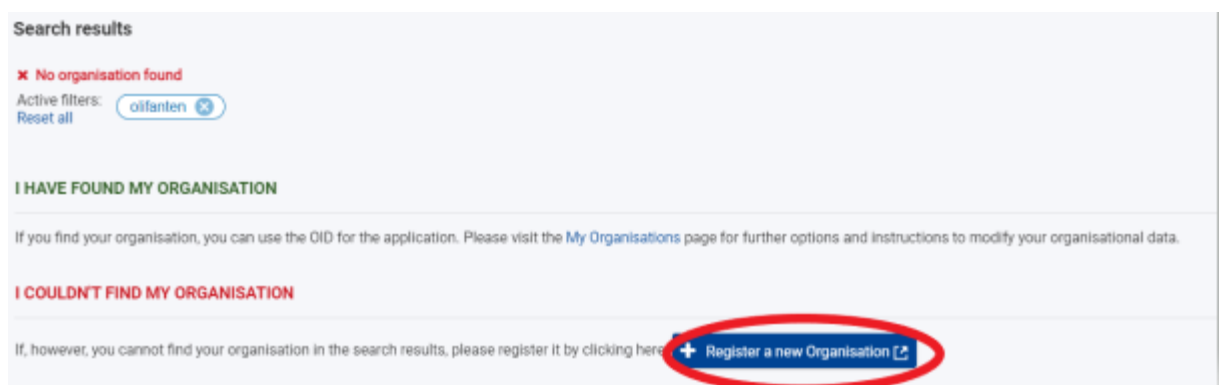 Search results
✖ No organisation found
Active filters: olifanten
Reset all
I HAVE FOUND MY ORGANISATION
If you find your organisation, you can use the OID for the application. Please visit the My Organisations page for further options and instructions to modify your organisational data.
I COULDN'T FIND MY ORGANISATION
If, however, you cannot find your organisation in the search results, please register it by clicking here
+ Register a new Organisation